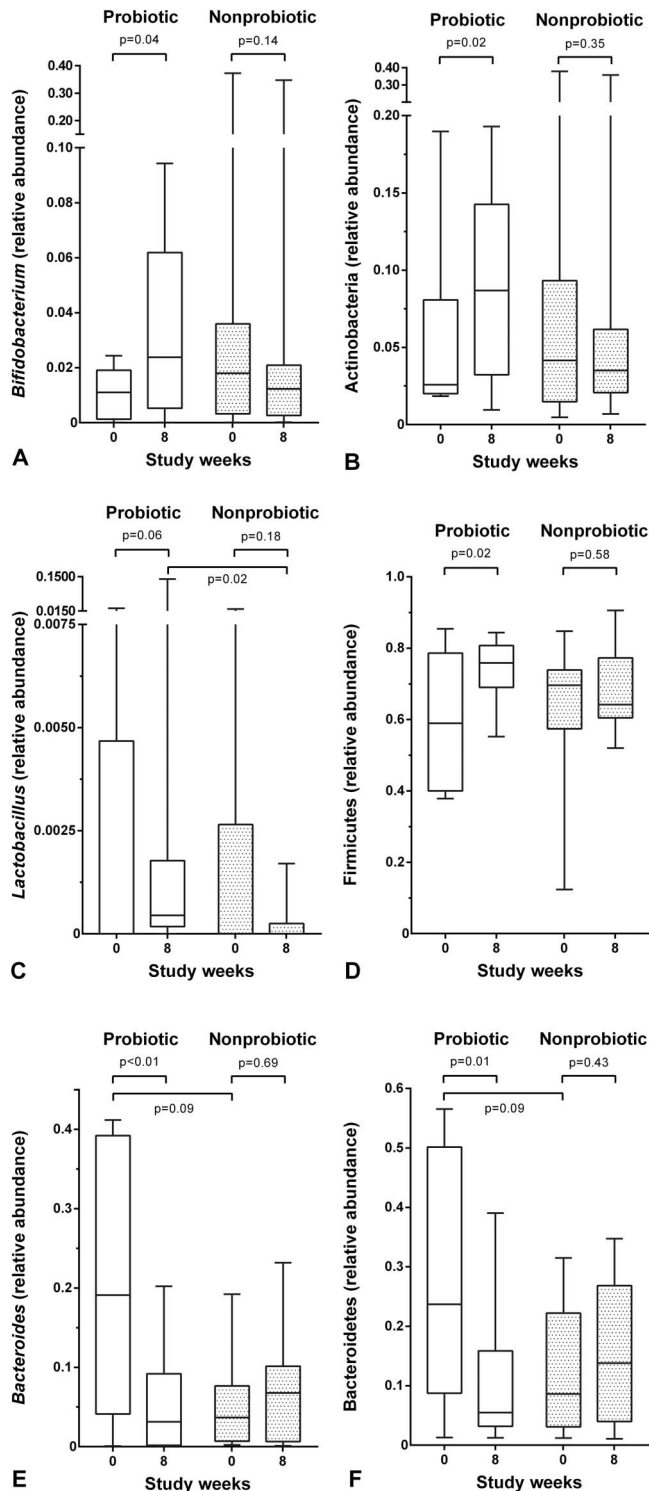 Probiotic Nonprobiotic
p=0.04 p=0.14
0.40
0.30
0.20
0.10
0.08
0.06
0.04
0.02
0
Bifidobacterium (relative abundance)
0 8 0 8
Study weeks
A
Probiotic Nonprobiotic
p=0.02 p=0.35
0.40
0.30
0.20
0.15
0.10
0.05
0
Actinobacteria (relative abundance)
0 8 0 8
Study weeks
B
Probiotic Nonprobiotic
p=0.06 p=0.18
p=0.02
0.1500
0.0150
0.0075
0.0050
0.0025
0
Lactobacillus (relative abundance)
0 8 0 8
Study weeks
C
Probiotic Nonprobiotic
p=0.02 p=0.58
1.0
0.8
0.6
0.4
0.2
0
Firmicutes (relative abundance)
0 8 0 8
Study weeks
D
Probiotic Nonprobiotic
p<0.01 p=0.69
p=0.09
0.4
0.3
0.2
0.1
0
Bacteroides (relative abundance)
0 8 0 8
Study weeks
E
Probiotic Nonprobiotic
p=0.01 p=0.43
p=0.09
0.6
0.5
0.4
0.3
0.2
0.1
0
Bacteroidetes (relative abundance)
0 8 0 8
Study weeks
F